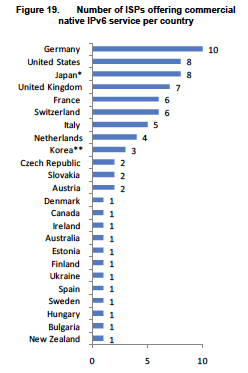 Figure 19. Number of ISPs offering commercial
native IPv6 service per country
Germany 10
United States 8
Japan* 8
United Kingdom 7
France 6
Switzerland 6
Italy 5
Netherlands 4
Korea** 3
Czech Republic 2
Slovakia 2
Austria 2
Denmark 1
Canada 1
Ireland 1
Australia 1
Estonia 1
Finland 1
Ukraine 1
Spain 1
Sweden 1
Hungary 1
Bulgaria 1
New Zealand 1
0 5 10